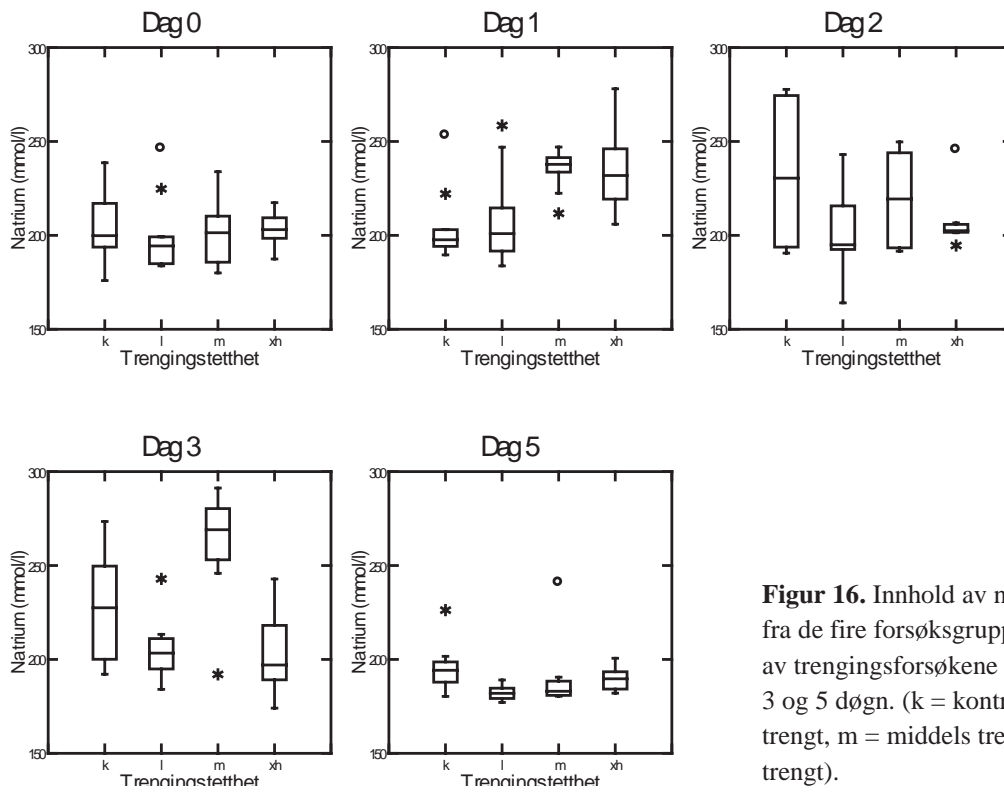 Dag 0
300
250
200
150
Natrium (mmol/l)
k l m xh
Trengingstetthet
Dag 1
300
250
200
150
Natrium (mmol/l)
k l m xh
Trengingstetthet
Dag 2
300
250
200
150
Natrium (mmol/l)
k l m xh
Trengingstetthet
Dag 3
300
250
200
150
Natrium (mmol/l)
k l m xh
Trengingstetthet
Dag 5
300
250
200
150
Natrium (mmol/l)
k l m xh
Trengingstetthet
Figur 16. Innhold av
fra de fire
av trengingsforsøkene
3 og 5 døgn. (k =
trengt, m = middels
trengt).